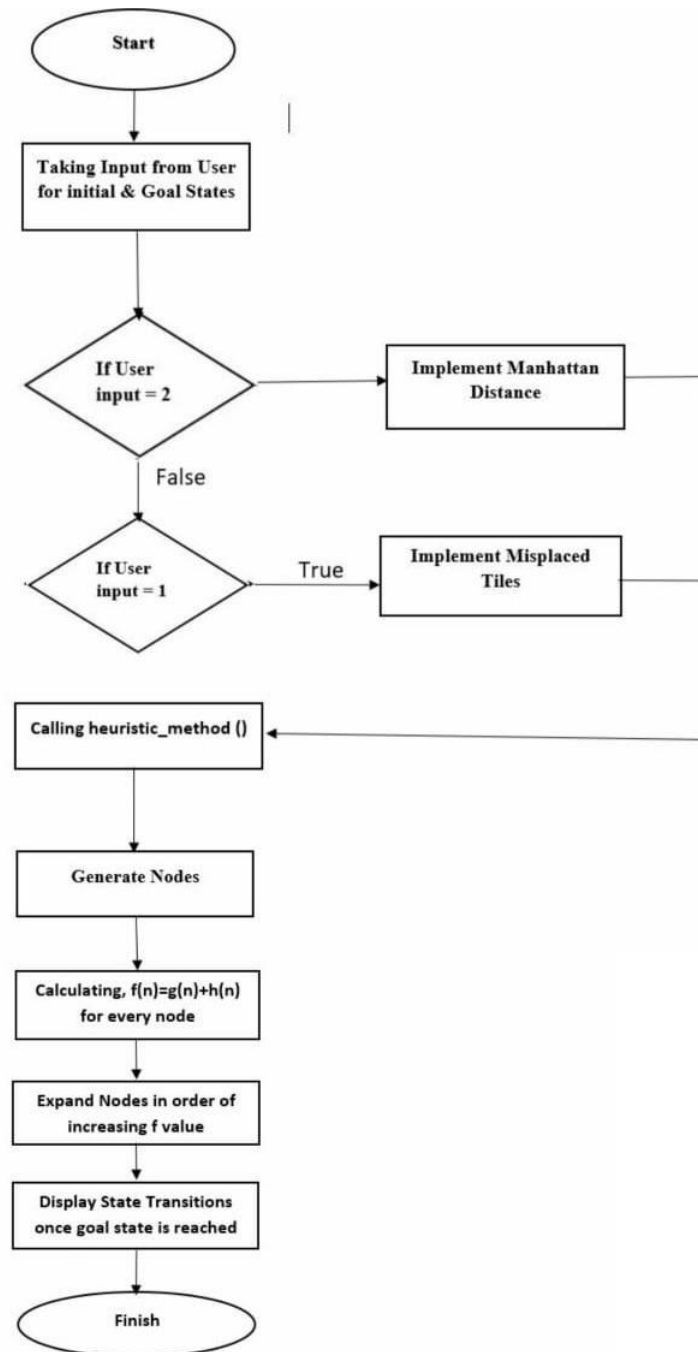 Start
Taking Input from User
for initial & Goal States
If User
input = 2
Implement Manhattan
Distance
False
If User
input = 1
True
Implement Misplaced
Tiles
Calling heuristic_method ()
Generate Nodes
Calculating, f(n)=g(n)+h(n)
for every node
Expand Nodes in order of
increasing f value
Display State Transitions
once goal state is reached
Finish